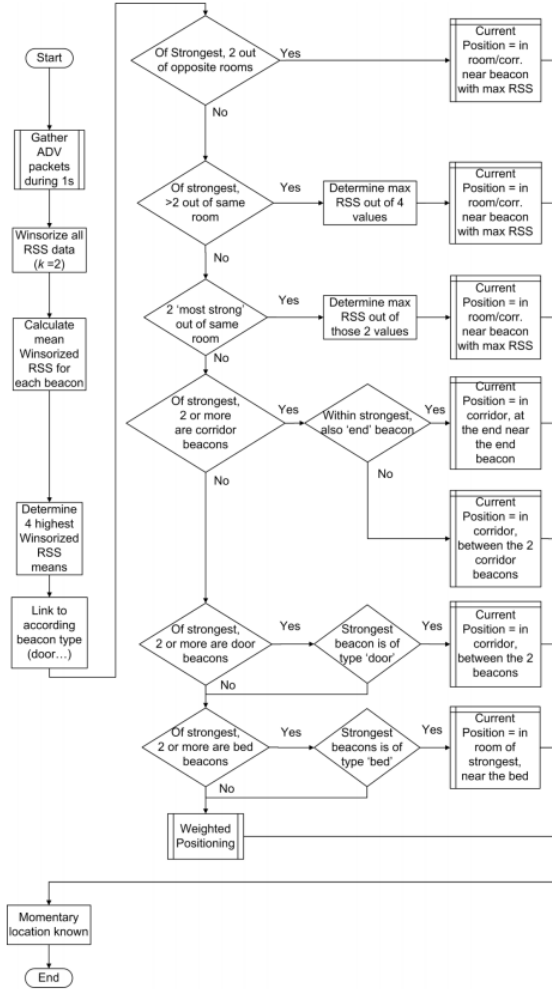 Start
Gather
ADV
packets
during 1s
Winsorize all
RSS data
(k =2)
Calculate
mean
Winsorized
RSS for
each beacon
Determine
4 highest
Winsorized
RSS
means
Link to
according
beacon type
(door...)
Of Strongest, 2 out
of opposite rooms
Yes
No
Current
Position = in
room/corr.
near beacon
with max RSS
Of strongest,
>2 out of same
room
Yes
No
Determine max
RSS out of 4
values
Current
Position = in
room/corr.
near beacon
with max RSS
2 'most strong'
out of same
room
Yes
No
Determine max
RSS out of
those 2 values
Current
Position = in
room/corr.
near beacon
with max RSS
Of strongest,
2 or more
are corridor
beacons
Yes
No
Within strongest,
also 'end' beacon
Yes
No
Current
Position = in
corridor, at
the end near
the end
beacon
Current
Position = in
corridor,
between the 2
corridor
beacons
Of strongest,
2 or more are door
beacons
Yes
No
Strongest
beacon is of
type 'door'
Yes
Current
Position = in
corridor,
between the 2
beacons
Of strongest,
2 or more are bed
beacons
Yes
No
Strongest
beacons is of
type 'bed'
Yes
Current
Position = in
room of
strongest,
near the bed
Weighted
Positioning
Momentary
location known
End